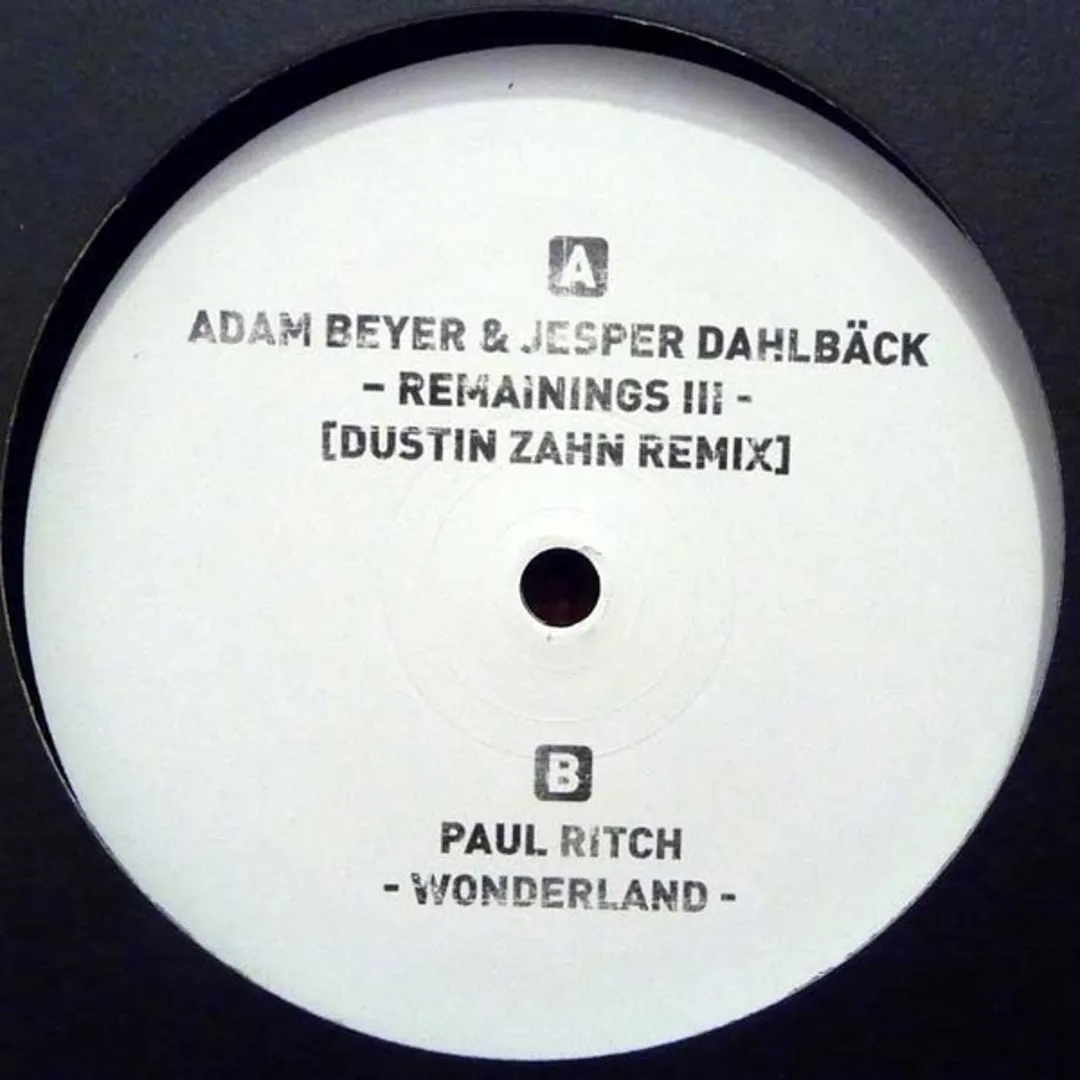 A
ADAM BEYER & JESPER DAHLBÄCK
- REMAININGS III -
[DUSTIN ZAHN REMIX]
B
PAUL RITCH
- WONDERLAND -